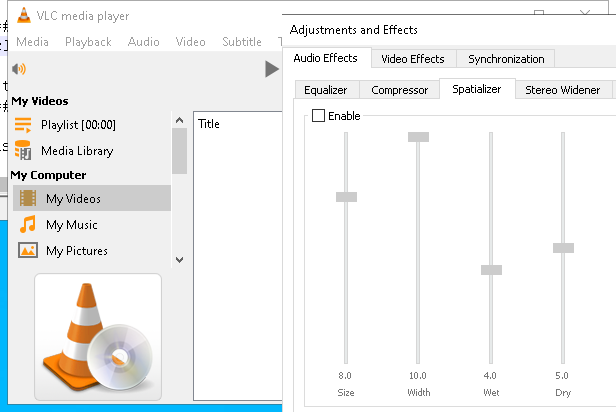 VLC media player
Media Playback Audio Video Subtitle
Adjustments and Effects
Audio Effects Video Effects Synchronization
Equalizer Compressor Spatializer Stereo Widener
Enable
My Videos
Playlist [00:00]
Media Library
My Computer
My Videos
My Music
My Pictures
Title
8.0 10.0 4.0 5.0
Size Width Wet Dry